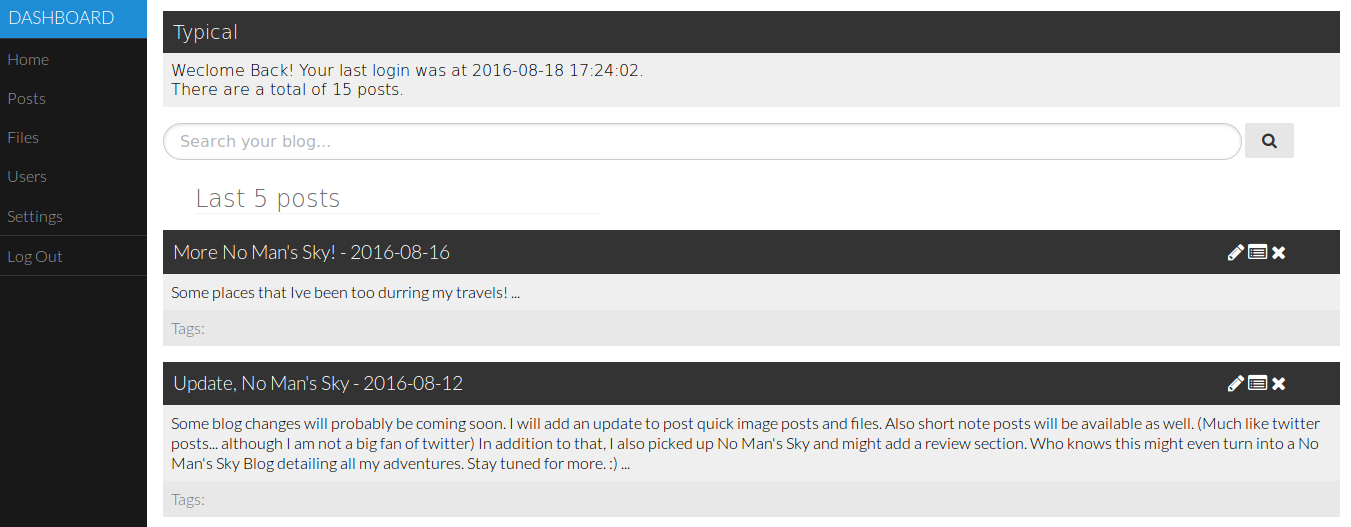 DASHBOARD
Home
Posts
Files
Users
Settings
Log Out
Typical
Weclome Back! Your last login was at 2016-08-18 17:24:02.
There are a total of 15 posts.
Search your blog...
Last 5 posts
More No Man's Sky! - 2016-08-16
Some places that Ive been too durring my travels! ...
Tags:
Update, No Man's Sky - 2016-08-12
Some blog changes will probably be coming soon. I will add an update to post quick image posts and files. Also short note posts will be available as well. (Much like twitter
posts... although I am not a big fan of twitter) In addition to that, I also picked up No Man's Sky and might add a review section. Who knows this might even turn into a No
Man's Sky Blog detailing all my adventures. Stay tuned for more. :) ...
Tags: